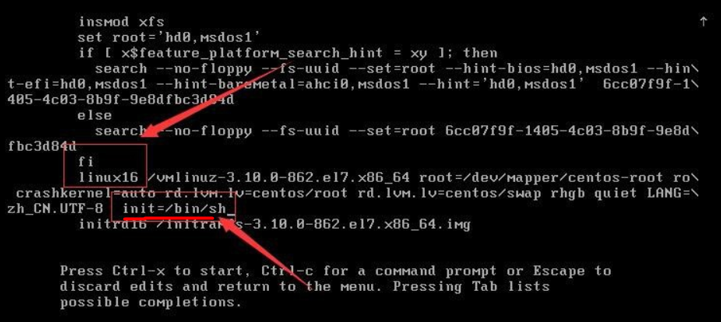 insmod xfs
set root='hd0,msdos1'
if [ x$feature_platform_search_hint = xy ]; then
search --no-floppy --fs-uuid --set=root --hint-bios=hd0,msdos1 --hin\
t-efi=hd0,msdos1 --hint-baremetal=ahci0,msdos1 --hint='hd0,msdos1'  6cc07f9f-1\
405-4c03-8b9f-9e8dfbc3d84d
else
search --no-floppy --fs-uuid --set=root 6cc07f9f-1405-4c03-8b9f-9e8d\
fbc3d84d
fi
linux16 /vmlinuz-3.10.0-862.el7.x86_64 root=/dev/mapper/centos-root ro\
crashkernel=auto rd.lvm.lv=centos/root rd.lvm.lv=centos/swap rhgb quiet LANG=\
zh_CN.UTF-8 init=/bin/sh_
initrd16 /initramfs-3.10.0-862.el7.x86_64.img
Press Ctrl-x to start, Ctrl-c for a command prompt or Escape to
discard edits and return to the menu. Pressing Tab lists
possible completions.